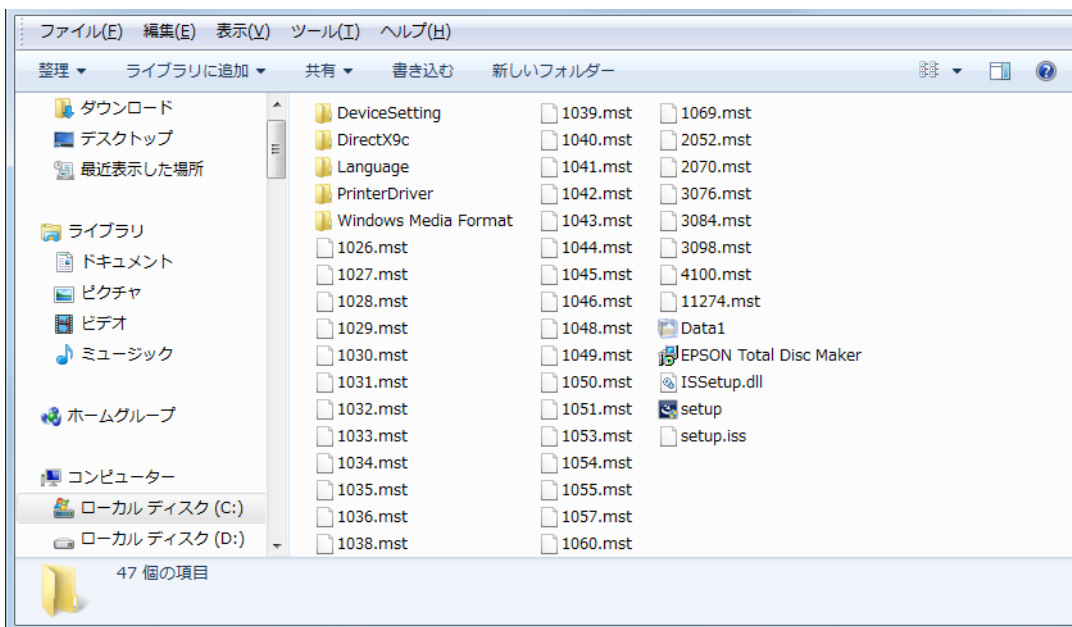 ファイル(F) 編集(E) 表示(V) ツール(T) ヘルプ(H)
整理 ライブラリに追加 共有 書き込む 新しいフォルダー
ダウンロード
デスクトップ
最近表示した場所
ライブラリ
ドキュメント
ピクチャ
ビデオ
ミュージック
ホームグループ
コンピューター
ローカル ディスク (C:)
ローカル ディスク (D:)
DeviceSetting
DirectX9c
Language
PrinterDriver
Windows Media Format
1026.mst
1027.mst
1028.mst
1029.mst
1030.mst
1031.mst
1032.mst
1033.mst
1034.mst
1035.mst
1036.mst
1038.mst
1039.mst
1040.mst
1041.mst
1042.mst
1043.mst
1044.mst
1045.mst
1046.mst
1048.mst
1049.mst
1050.mst
1051.mst
1053.mst
1054.mst
1055.mst
1057.mst
1060.mst
1069.mst
2052.mst
2070.mst
3076.mst
3084.mst
3098.mst
4100.mst
11274.mst
Data1
EPSON Total Disc Maker
ISSetup.dll
setup
setup.iss
47 個の項目